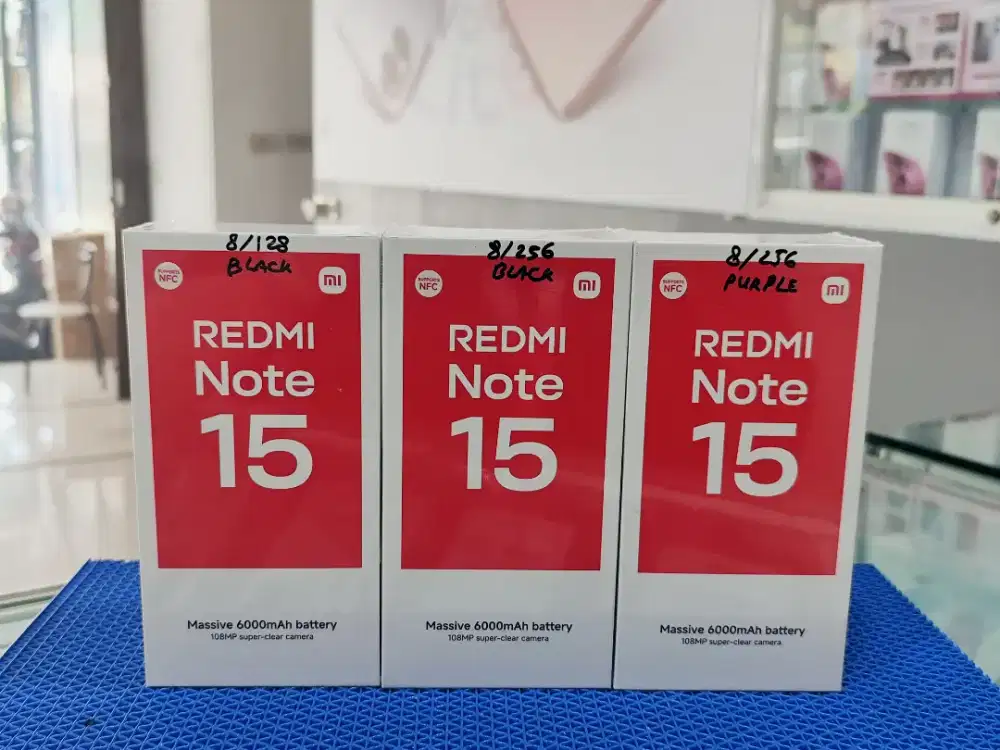 8/128
BLACK
SUPPORTS
NFC
mi
REDMI
Note
15
Massive 6000mAh battery
108MP super-clear camera
8/256
BLACK
SUPPORTS
NFC
mi
REDMI
Note
15
Massive 6000mAh battery
108MP super-clear camera
8/256
PURPLE
SUPPORTS
NFC
mi
REDMI
Note
15
Massive 6000mAh battery
108MP super-clear camera